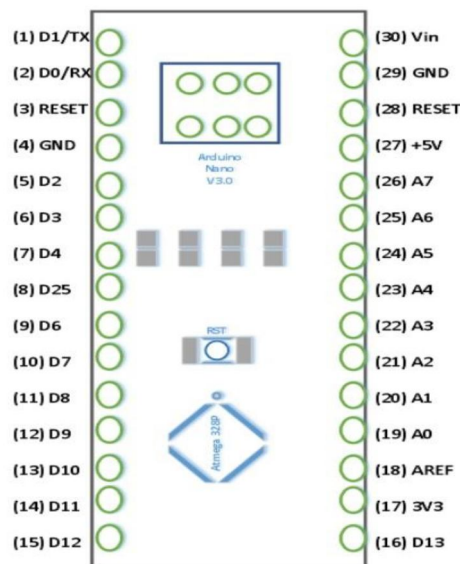 (1) D1/TX
(2) D0/RX
(3) RESET
(4) GND
(5) D2
(6) D3
(7) D4
(8) D25
(9) D6
(10) D7
(11) D8
(12) D9
(13) D10
(14) D11
(15) D12
Arduino
Nano
V3.0
RST
Atmega 328P
(30) Vin
(29) GND
(28) RESET
(27) +5V
(26) A7
(25) A6
(24) A5
(23) A4
(22) A3
(21) A2
(20) A1
(19) A0
(18) AREF
(17) 3V3
(16) D13